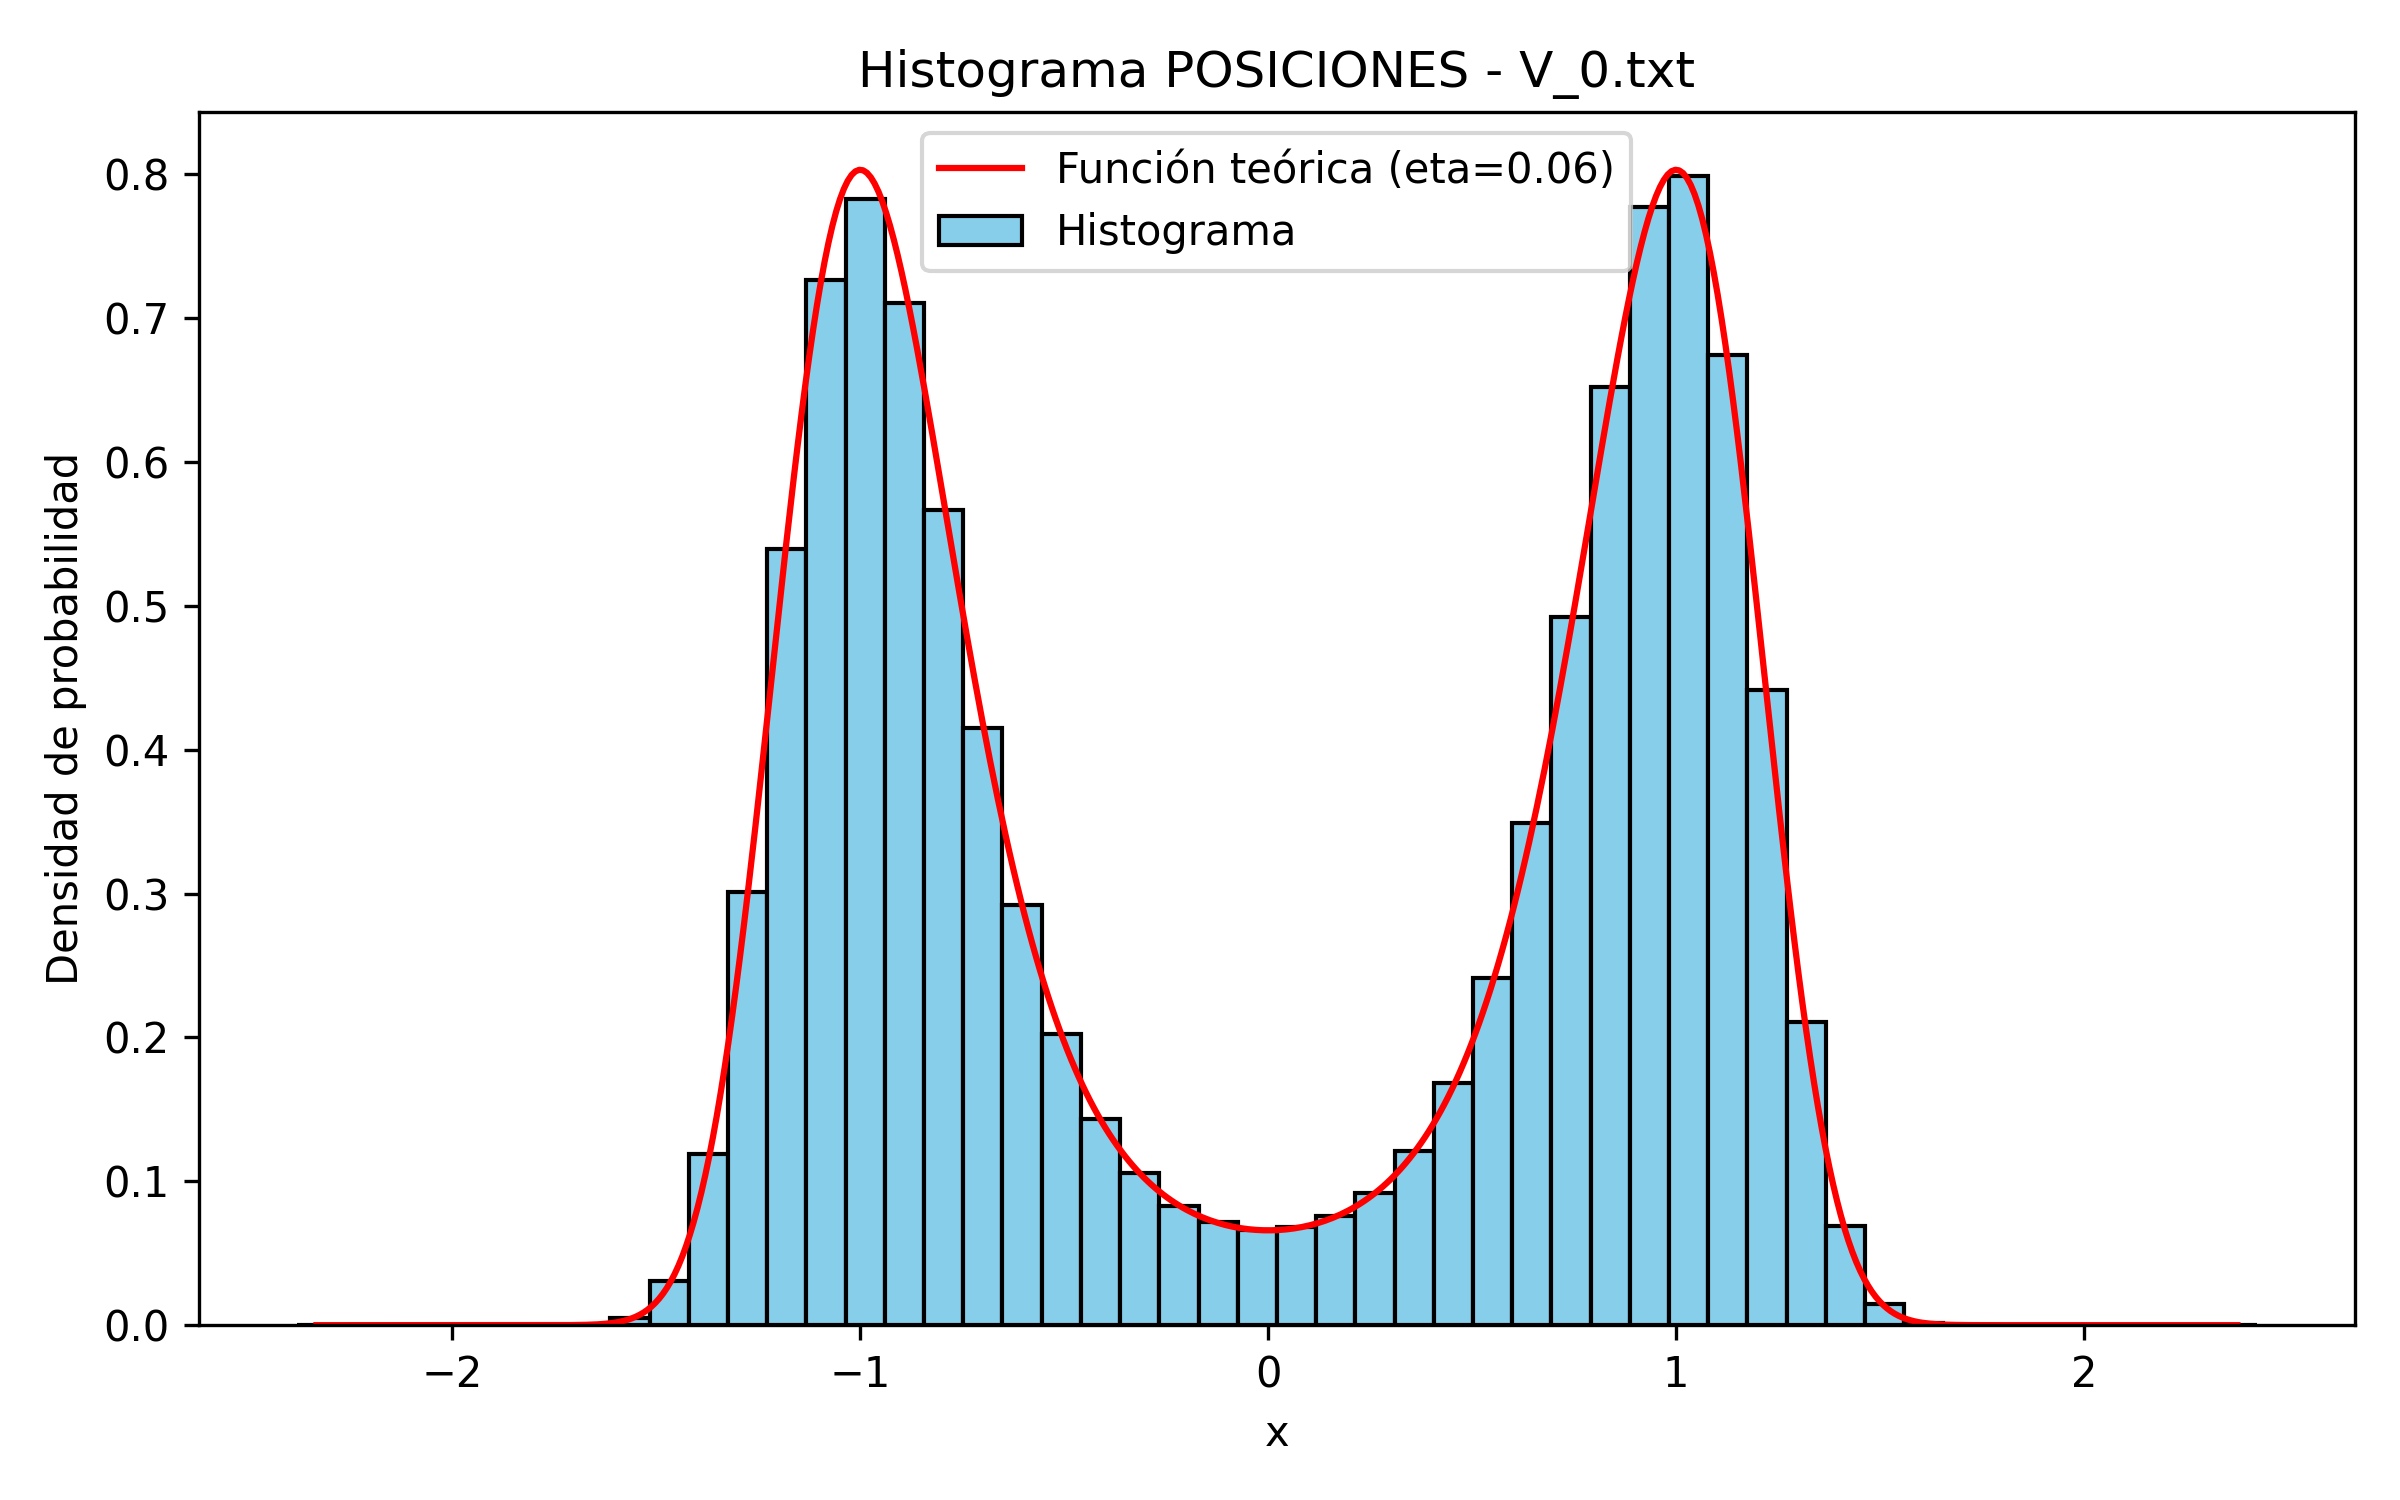 Histograma POSICIONES - V_0.txt
Función teórica (eta=0.06)
Histograma
Densidad de probabilidad
0.8
0.7
0.6
0.5
0.4
0.3
0.2
0.1
0.0
−2
−1
0
1
2
x